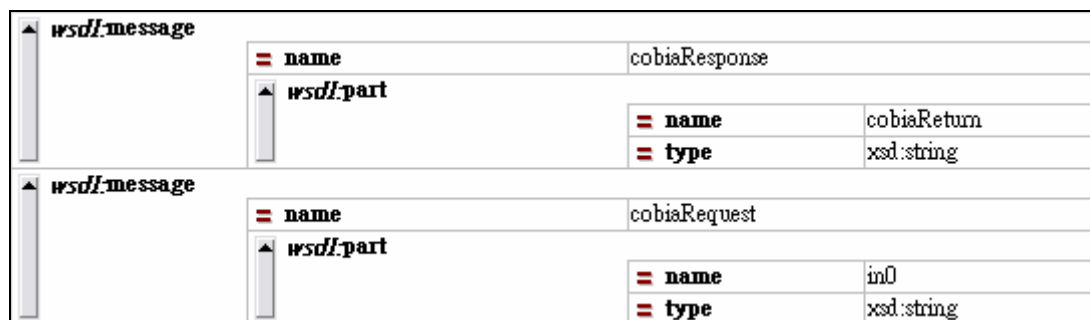 wsdl:message
= name cobiaResponse
wsdl:part
= name cobiaReturn
= type xsd:string
wsdl:message
= name cobiaRequest
wsdl:part
= name in0
= type xsd:string